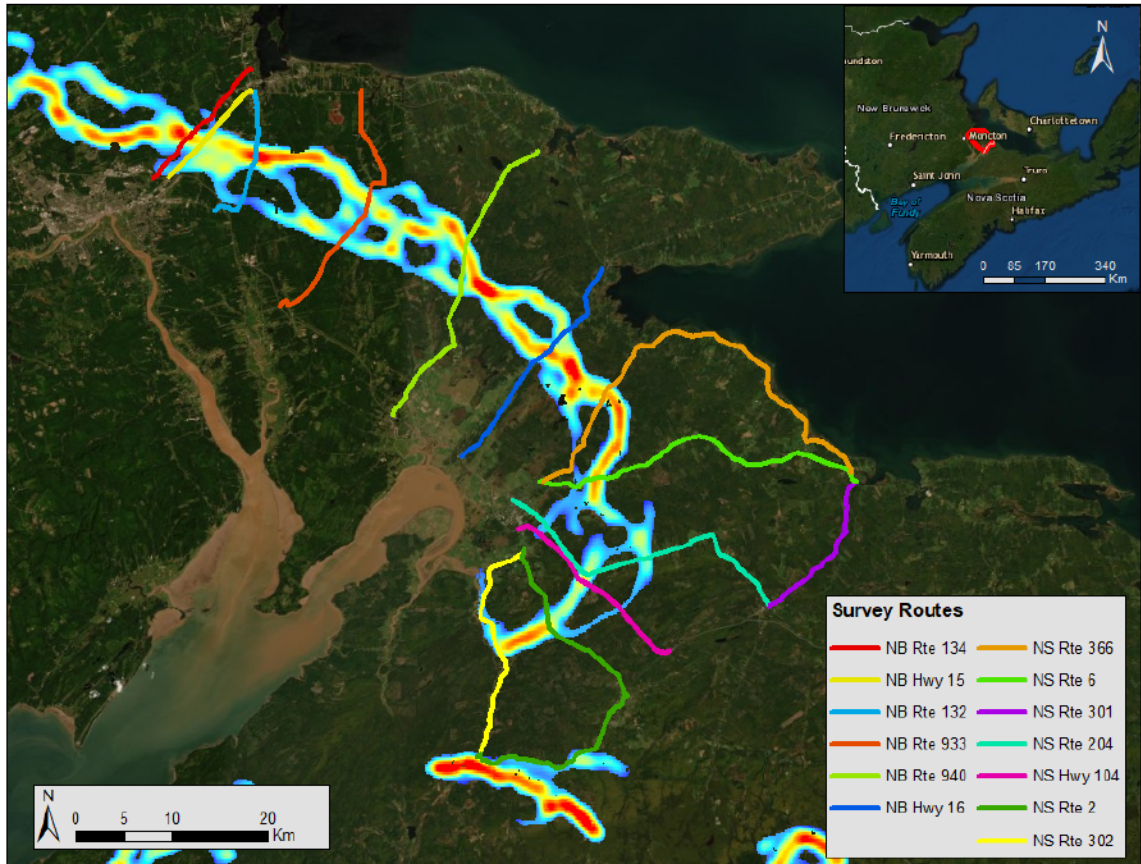 N
undston
New Brunswick
Charlottetown
Fredericton
Moncton
Truro
Saint John
Nova Scotia
Bay of
Fundy
Halifax
Yarmouth
0 85 170 340
Km
Survey Routes
NB Rte 134 NS Rte 366
NB Hwy 15 NS Rte 6
NB Rte 132 NS Rte 301
NB Rte 933 NS Rte 204
NB Rte 940 NS Hwy 104
NB Hwy 16 NS Rte 2
NS Rte 302
N
0 5 10 20
Km